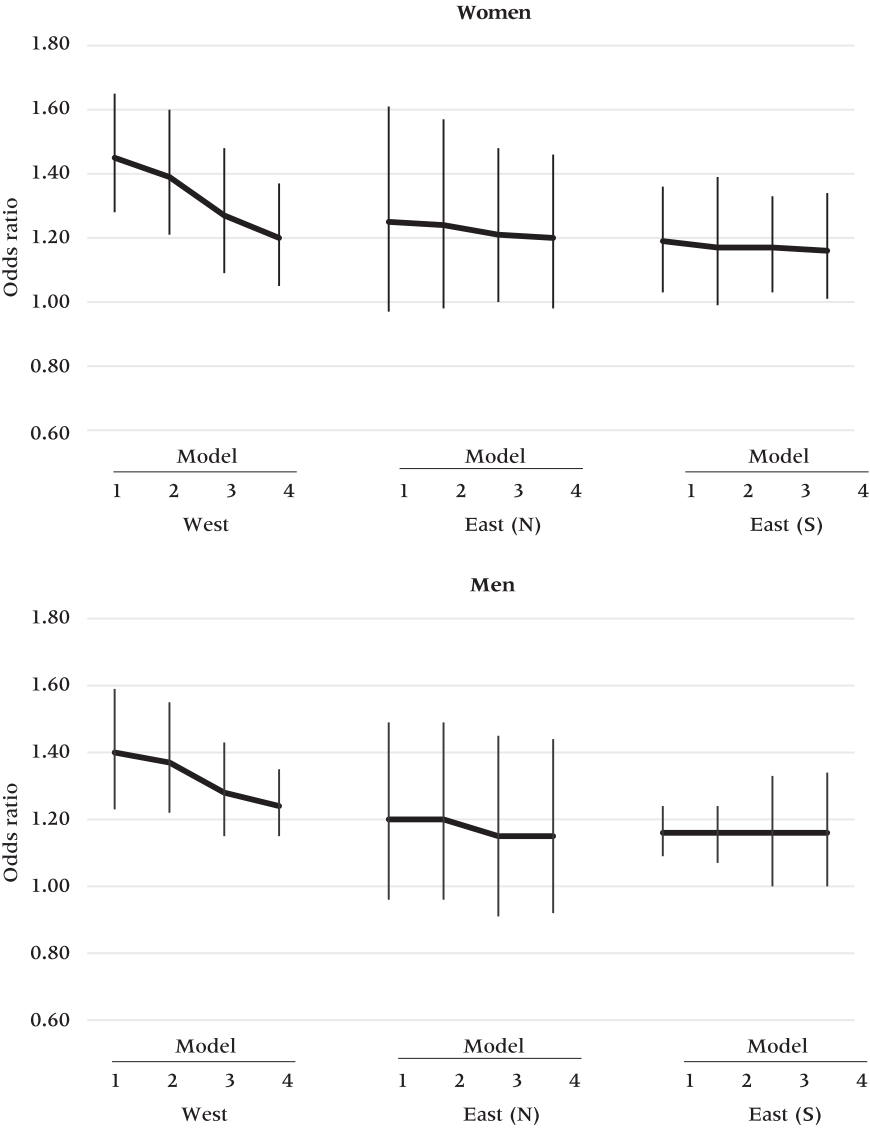 Women
1.80
1.60
1.40
1.20
1.00
0.80
0.60
Odds ratio
Model Model Model
1 2 3 4 1 2 3 4 1 2 3 4
West East (N) East (S)
Men
1.80
1.60
1.40
1.20
1.00
0.80
0.60
Odds ratio
Model Model Model
1 2 3 4 1 2 3 4 1 2 3 4
West East (N) East (S)